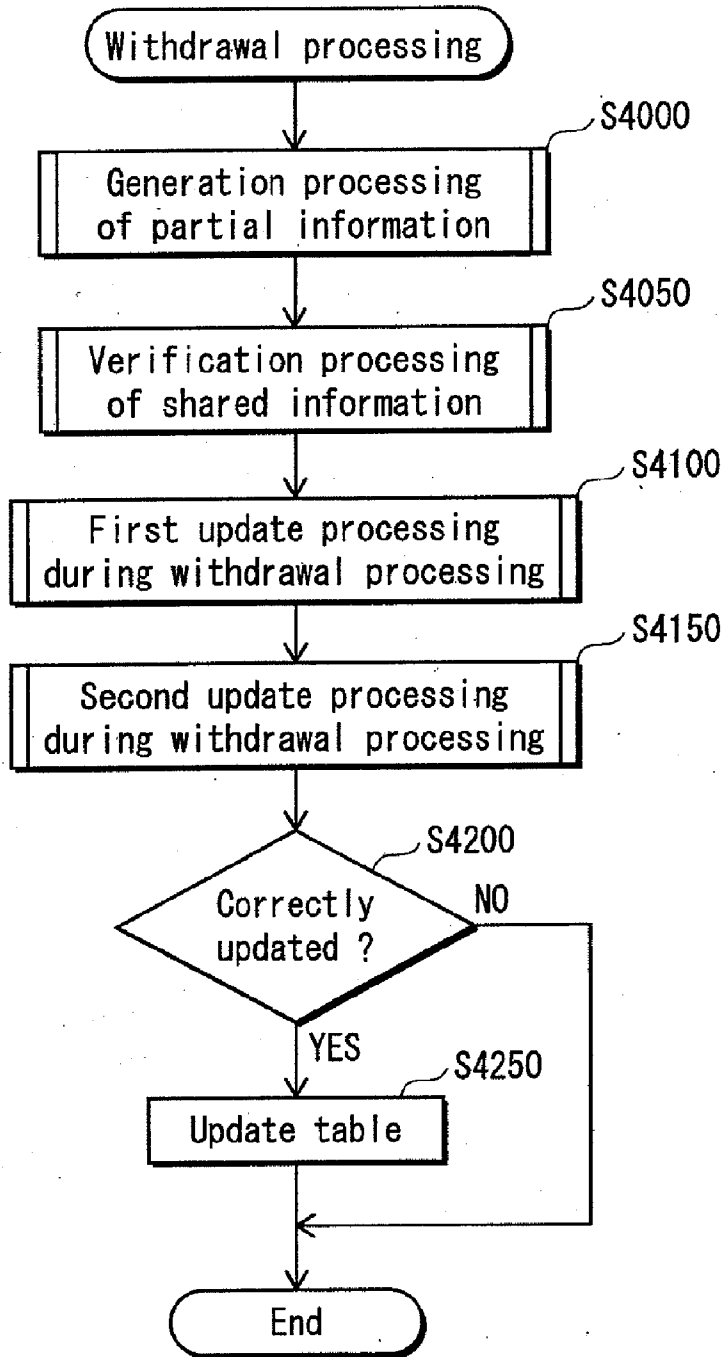 Withdrawal processing
S4000
Generation processing
of partial information
S4050
Verification processing
of shared information
S4100
First update processing
during withdrawal processing
S4150
Second update processing
during withdrawal processing
S4200
Correctly
updated ?
NO
YES
S4250
Update table
End